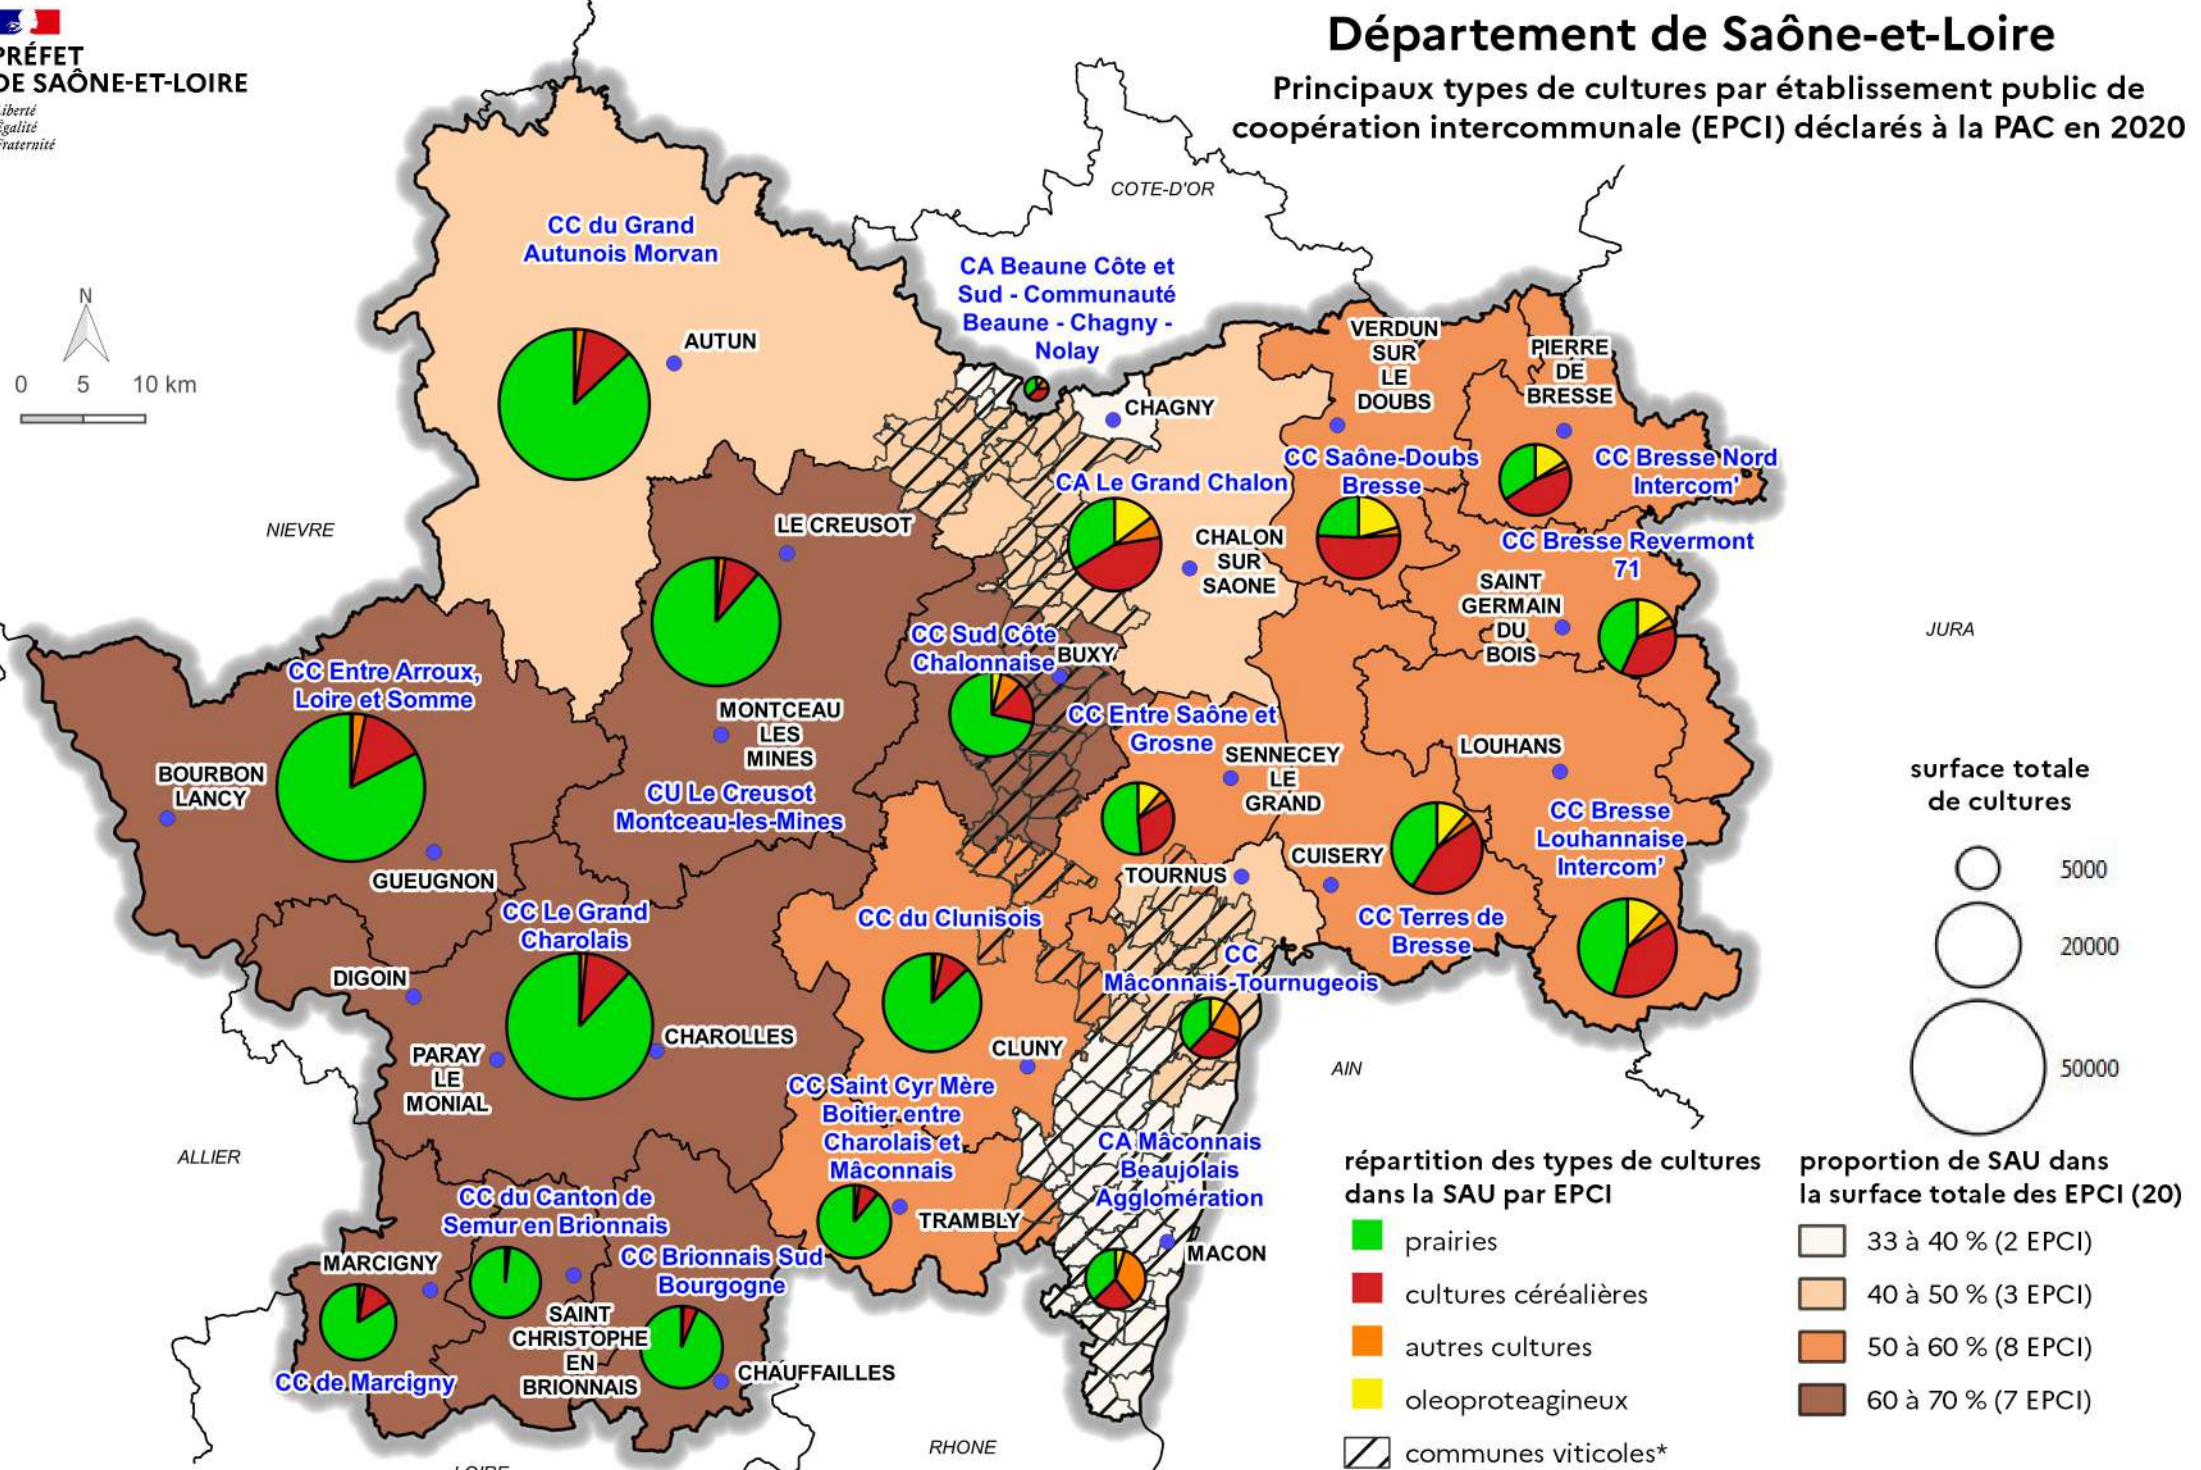 PRÉFET
DE SAÔNE-ET-LOIRE
Liberté
Égalité
Fraternité
Département de Saône-et-Loire
Principaux types de cultures par établissement public de
coopération intercommunale (EPCI) déclarés à la PAC en 2020
N
0 5 10 km
COTE-D'OR
NIEVRE
JURA
AIN
ALLIER
RHONE
LOIRE
CC du Grand
Autunois Morvan
AUTUN
CA Beaune Côte et
Sud - Communauté
Beaune - Chagny -
Nolay
CHAGNY
VERDUN
SUR
LE
DOUBS
PIERRE
DE
BRESSE
CC Saône-Doubs
Bresse
CC Bresse Nord
Intercom'
CA Le Grand Chalon
CHALON
SUR
SAONE
LE CREUSOT
CC Bresse Revermont
71
SAINT
GERMAIN
DU
BOIS
CC Sud Côte
Chalonnaise
BUXY
CC Entre Arroux,
Loire et Somme
BOURBON
LANCY
GUEUGNON
MONTCEAU
LES
MINES
CU Le Creusot
Montceau-les-Mines
CC Entre Saône et
Grosne
SENNECEY
LE
GRAND
LOUHANS
CC Bresse
Louhannaise
Intercom'
CUISERY
TOURNUS
CC Terres de
Bresse
CC Le Grand
Charolais
CC du Clunisois
DIGOIN
CC
Mâconnais-Tournugeois
CHAROLLES
PARAY
LE
MONIAL
CLUNY
CC Saint Cyr Mère
Boitier entre
Charolais et
Mâconnais
CA Mâconnais
Beaujolais
Agglomération
TRAMBLY
MACON
CC du Canton de
Semur en Brionnais
MARCIGNY
CC Brionnais Sud
Bourgogne
SAINT
CHRISTOPHE
EN
BRIONNAIS
CC de Marcigny
CHAUFFAILLES
surface totale
de cultures
5000
20000
50000
répartition des types de cultures
dans la SAU par EPCI
prairies
cultures céréalières
autres cultures
oleoproteagineux
communes viticoles*
proportion de SAU dans
la surface totale des EPCI (20)
33 à 40 % (2 EPCI)
40 à 50 % (3 EPCI)
50 à 60 % (8 EPCI)
60 à 70 % (7 EPCI)